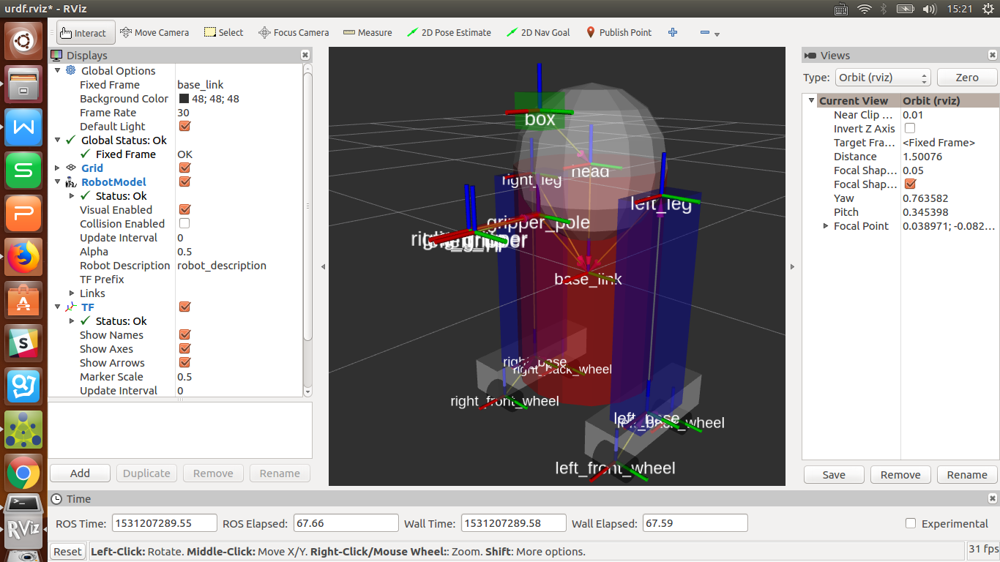 urdf.rviz* - RViz
15:21
Interact Move Camera Select Focus Camera Measure 2D Pose Estimate 2D Nav Goal Publish Point
Displays
Global Options
Fixed Frame base_link
Background Color 48; 48; 48
Frame Rate 30
Default Light
Global Status: Ok
Fixed Frame OK
Grid
RobotModel
Status: Ok
Visual Enabled
Collision Enabled
Update Interval 0
Alpha 0.5
Robot Description robot_description
TF Prefix
Links
TF
Status: Ok
Show Names
Show Axes
Show Arrows
Marker Scale 0.5
Update Interval 0
Add Duplicate Remove Rename
box
head
right_leg
left_leg
gripper_pole
base_link
right_base
right_back_wheel
right_front_wheel
left_base
left_back_wheel
left_front_wheel
Views
Type: Orbit (rviz) Zero
Current View Orbit (rviz)
Near Clip ... 0.01
Invert Z Axis
Target Fra... <Fixed Frame>
Distance 1.50076
Focal Shap... 0.05
Focal Shap...
Yaw 0.763582
Pitch 0.345398
Focal Point 0.038971; -0.082...
Save Remove Rename
Time
ROS Time: 1531207289.55 ROS Elapsed: 67.66 Wall Time: 1531207289.58 Wall Elapsed: 67.59 Experimental
Reset Left-Click: Rotate. Middle-Click: Move X/Y. Right-Click/Mouse Wheel:: Zoom. Shift: More options. 31 fps
RViz